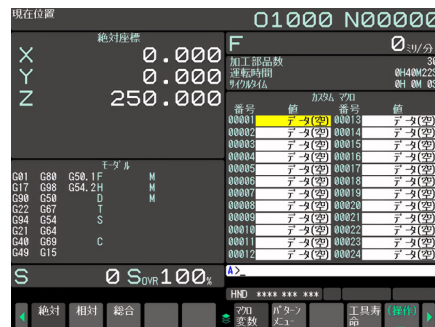 現在位置 O1000 N00000
絶対座標
X 0.000
Y 0.000
Z 250.000
F 0 ミリ/分
加工部品数 30
運転時間 0H40M22S
サイクルタイム 0H 0M 0S
カスタム マクロ
番号 値 番号 値
00001 データ(空) 00013 データ(空)
00002 データ(空) 00014 データ(空)
00003 データ(空) 00015 データ(空)
00004 データ(空) 00016 データ(空)
00005 データ(空) 00017 データ(空)
00006 データ(空) 00018 データ(空)
00007 データ(空) 00019 データ(空)
00008 データ(空) 00020 データ(空)
00009 データ(空) 00021 データ(空)
00010 データ(空) 00022 データ(空)
00011 データ(空) 00023 データ(空)
00012 データ(空) 00024 データ(空)
モーダル
G01 G80 G50.1 F M
G17 G98 G54.2 H M
G90 G50 D M
G22 G67 T
G94 G54 S
G21 G64
G40 G69 C
G49 G15
S 0 SOVR100%
A>_
HND **** *** ***
絶対 相対 総合
マクロ変数 パターンメニュー 工具寿命 (操作)